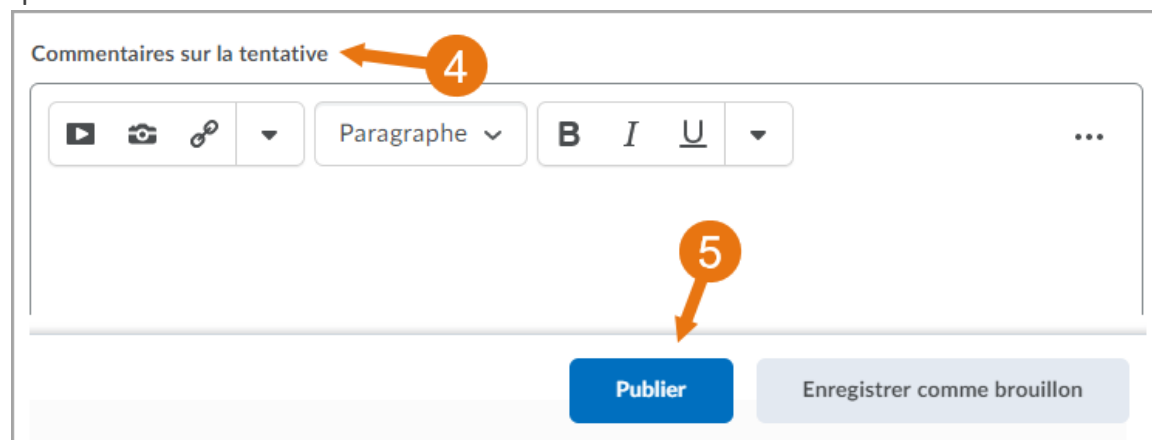 Commentaires sur la tentative
4
Paragraphe B I U ...
5
Publier Enregistrer comme brouillon